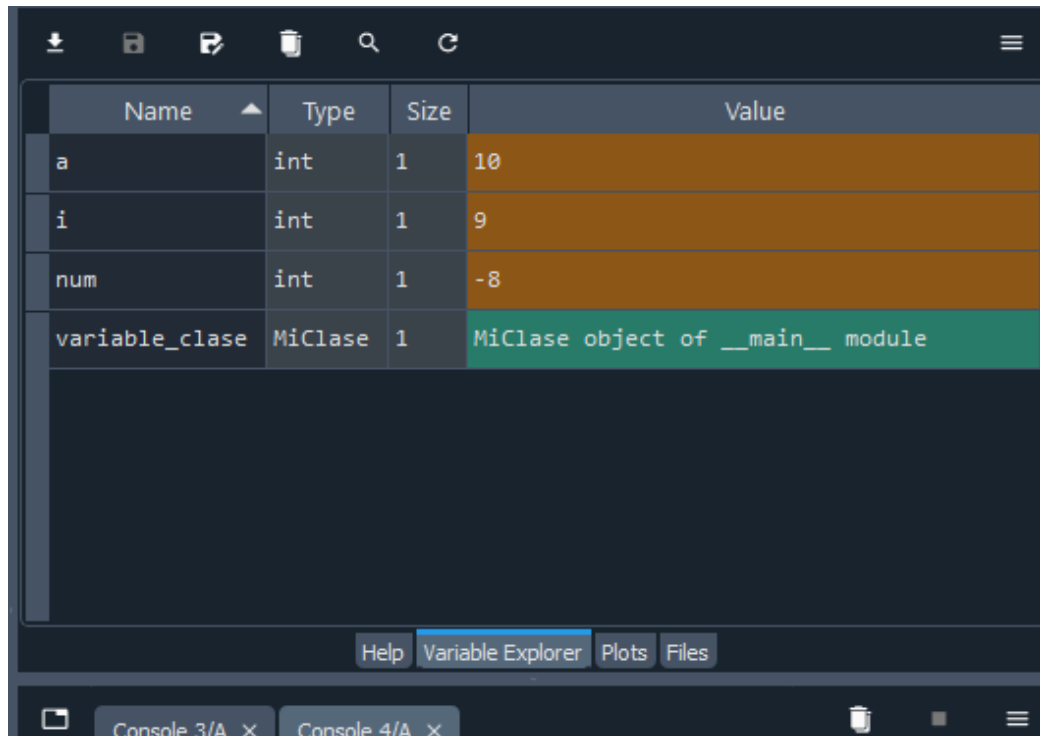 Name Type Size Value
a int 1 10
i int 1 9
num int 1 -8
variable_clase MiClase 1 MiClase object of __main__ module
Help Variable Explorer Plots Files
Console 3/A × Console 4/A ×